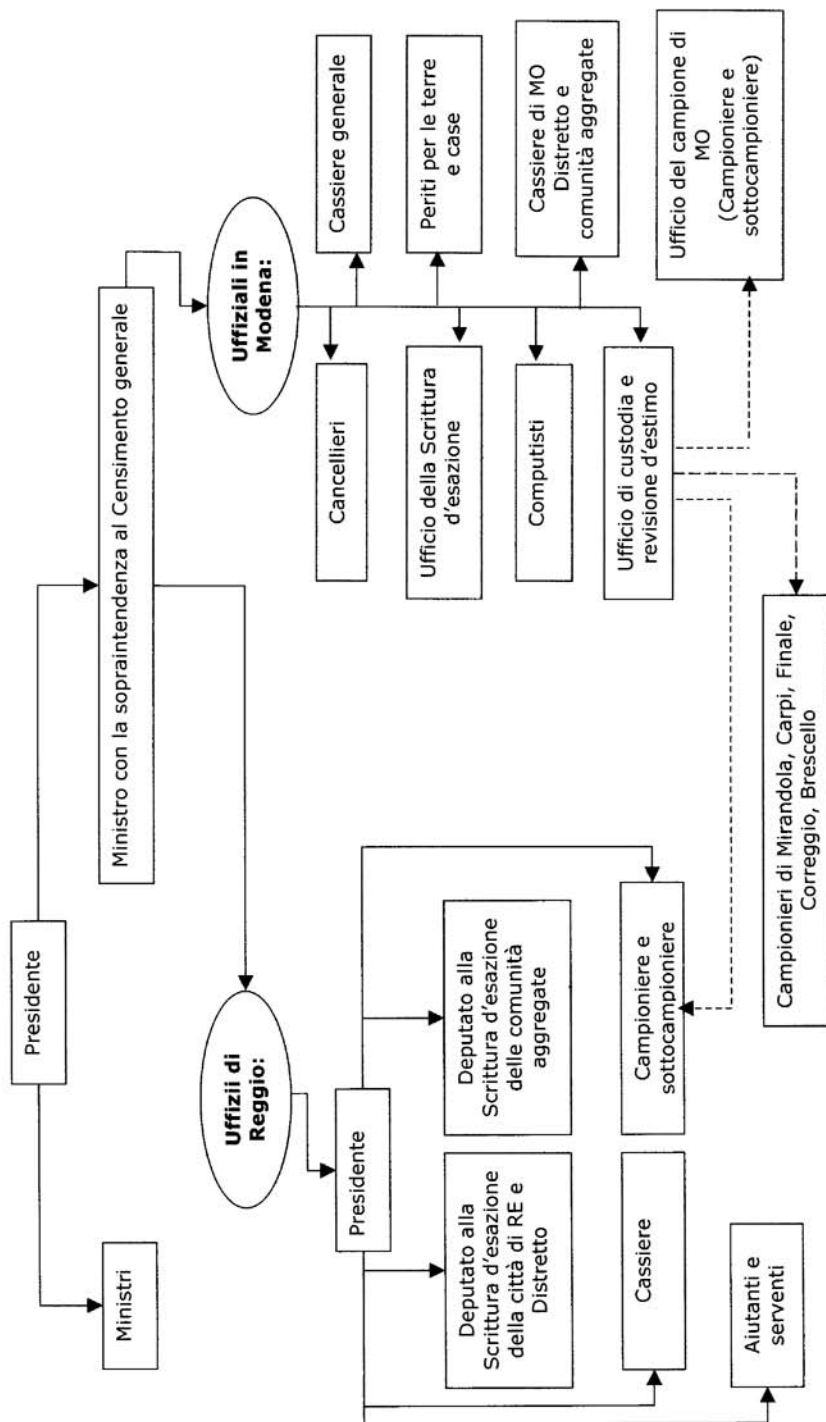 Presidente
Ministri
Ministro con la sopraintendenza al Censimento generale
Uffizii di
Reggio:
Presidente
Deputato alla
Scrittura d'esazione
della città di RE e
Distretto
Deputato alla
Scrittura d'esazione
delle comunità
aggregate
Cassiere
Campioniere e
sottocampioniere
Aiutanti e
serventi
Uffiziali in
Modena:
Cancellieri
Cassiere generale
Ufficio della Scrittura
d'esazione
Periti per le terre
e case
Computisti
Cassiere di MO
Distretto e
comunità aggregate
Ufficio di custodia e
revisione d'estimo
Ufficio del campione di
MO
(Campioniere e
sottocampioniere)
Campionieri di Mirandola, Carpi, Finale,
Correggio, Brescello